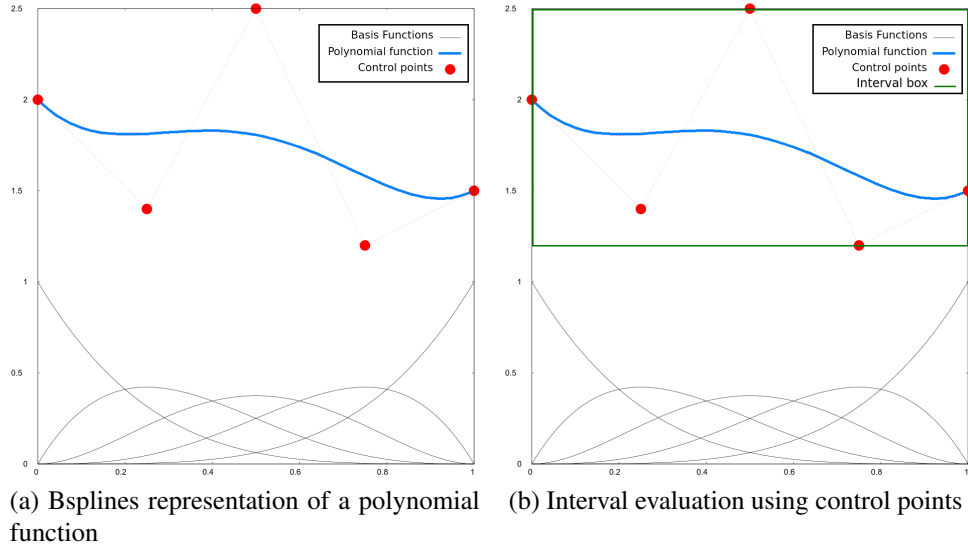 2.5
2
1.5
1
0.5
0
0 0.2 0.4 0.6 0.8 1
Basis Functions
Polynomial function
Control points
2.5
2
1.5
1
0.5
0
0 0.2 0.4 0.6 0.8 1
Basis Functions
Polynomial function
Control points
Interval box
(a) Bsplines representation of a polynomial
function
(b) Interval evaluation using control points